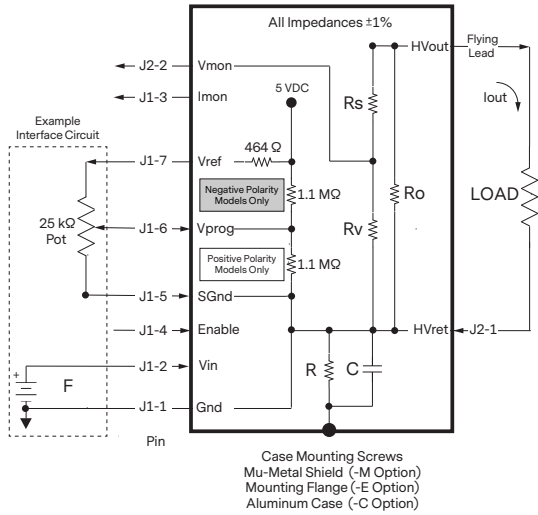 All Impedances ±1%
HVout
Flying
Lead
J2-2
Vmon
5 VDC
J1-3
Imon
Rs
Iout
Example
Interface Circuit
464 Ω
J1-7
Vref
Negative Polarity
Models Only
1.1 MΩ
Ro
LOAD
25 kΩ
Pot
J1-6
Vprog
Rv
Positive Polarity
Models Only
1.1 MΩ
J1-5
SGnd
J1-4
Enable
HVret
J2-1
J1-2
Vin
+
F
R
C
J1-1
Gnd
Pin
Case Mounting Screws
Mu-Metal Shield (-M Option)
Mounting Flange (-E Option)
Aluminum Case (-C Option)